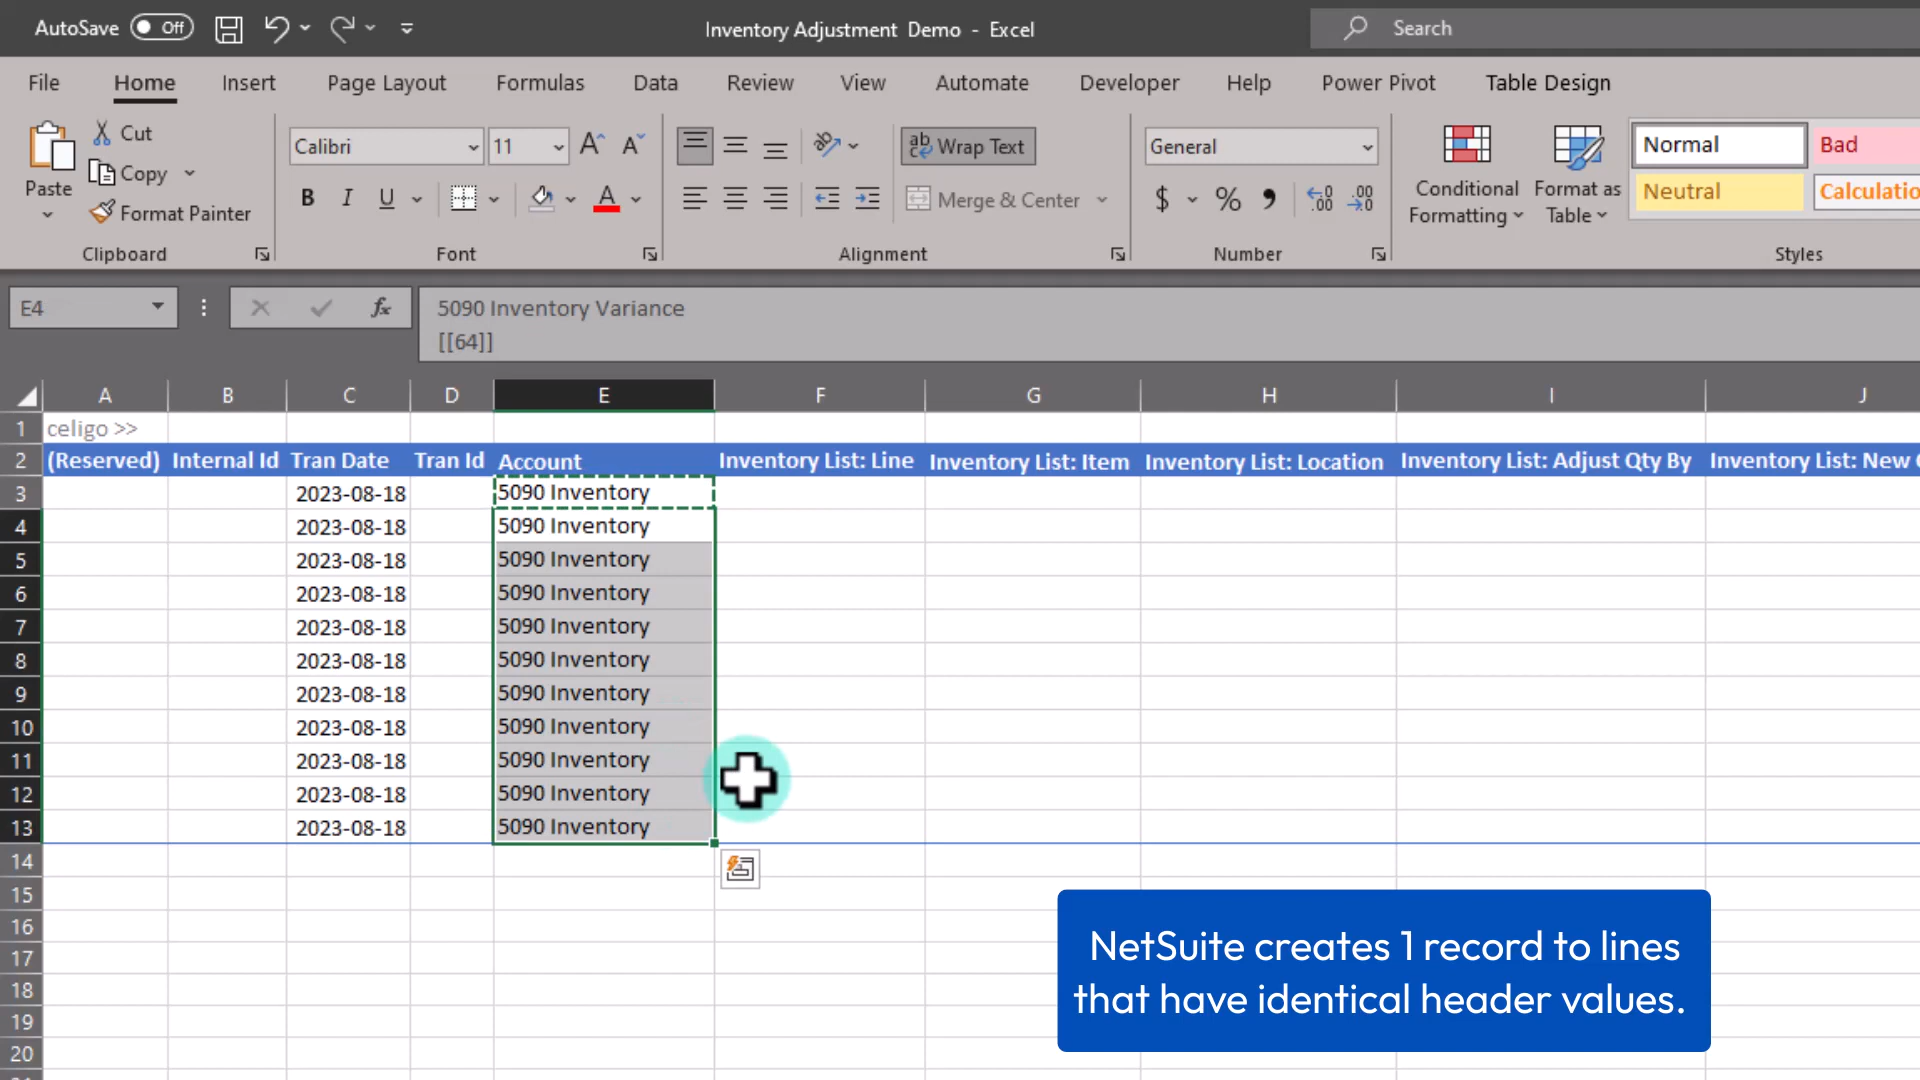 AutoSave Off Inventory Adjustment Demo - Excel Search
File Home Insert Page Layout Formulas Data Review View Automate Developer Help Power Pivot Table Design
Paste
Cut
Copy
Format Painter
Clipboard
Calibri 11
B I U A
Font
ab Wrap Text
Merge & Center
Alignment
General
$ % ,
Number
Conditional Formatting
Format as Table
Normal Bad
Neutral Calculatio
Styles
E4 fx 5090 Inventory Variance
[[64]]
A B C D E F G H I J
1 celigo >>
2 (Reserved) Internal Id Tran Date Tran Id Account Inventory List: Line Inventory List: Item Inventory List: Location Inventory List: Adjust Qty By Inventory List: New
3 2023-08-18 5090 Inventory
4 2023-08-18 5090 Inventory
5 2023-08-18 5090 Inventory
6 2023-08-18 5090 Inventory
7 2023-08-18 5090 Inventory
8 2023-08-18 5090 Inventory
9 2023-08-18 5090 Inventory
10 2023-08-18 5090 Inventory
11 2023-08-18 5090 Inventory
12 2023-08-18 5090 Inventory
13 2023-08-18 5090 Inventory
14
15
16
17
18
19
20
NetSuite creates 1 record to lines
that have identical header values.